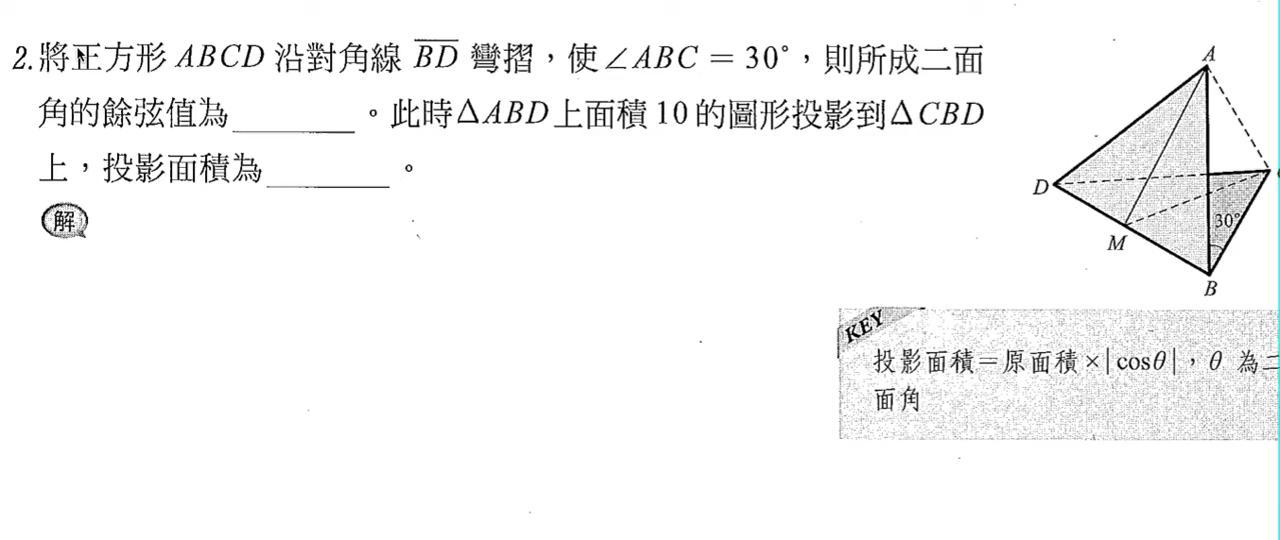 2.將正方形 ABCD 沿對角線 $\overline{BD}$ 彎摺,使∠ABC = 30°,則所成二面
角的餘弦值為________。此時ΔABD上面積10的圖形投影到ΔCBD
上,投影面積為________。
解
A
D
M
30°
B
KEY
投影面積=原面積×|cosθ|,θ 為二
面角